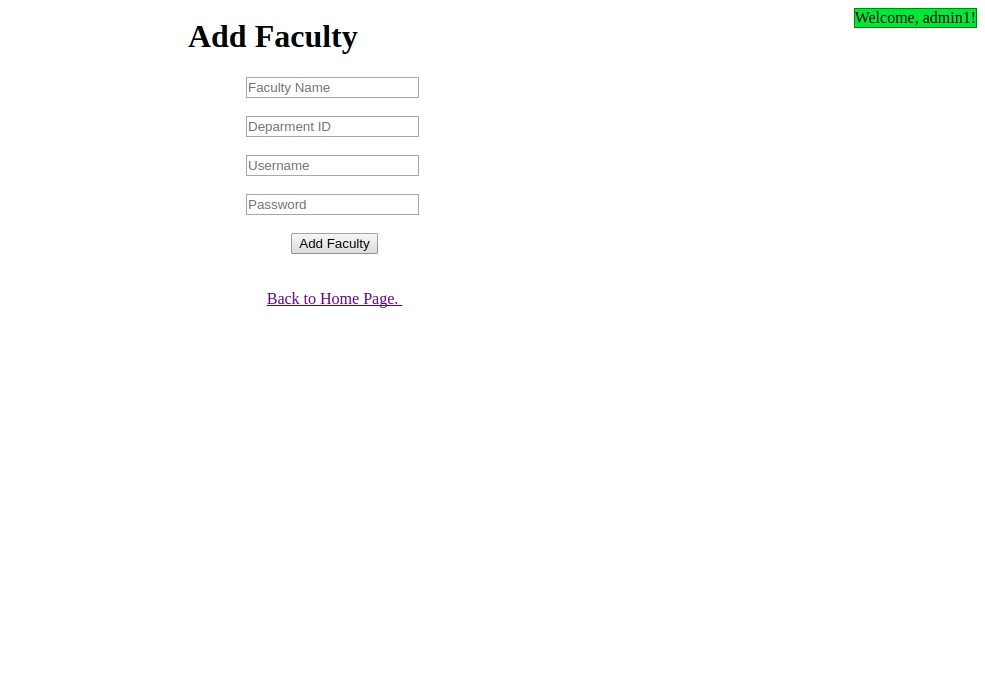 Welcome, admin1!
Add Faculty
Faculty Name
Deparment ID
Username
Password
Add Faculty
Back to Home Page.